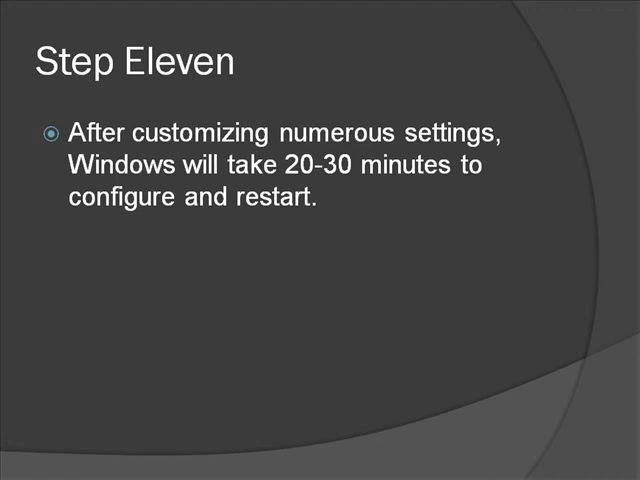 Step Eleven
After customizing numerous settings,
Windows will take 20-30 minutes to
configure and restart.